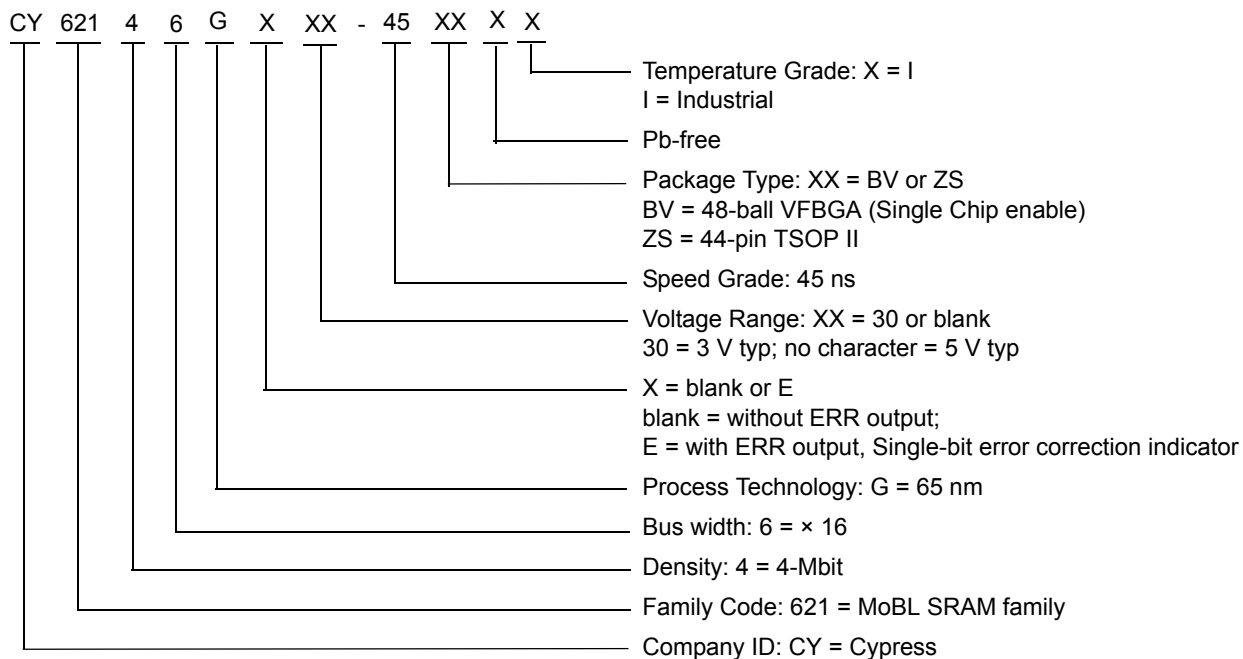 CY 621 4 6 G X XX - 45 XX X X
Temperature Grade: X = I
I = Industrial
Pb-free
Package Type: XX = BV or ZS
BV = 48-ball VFBGA (Single Chip enable)
ZS = 44-pin TSOP II
Speed Grade: 45 ns
Voltage Range: XX = 30 or blank
30 = 3 V typ; no character = 5 V typ
X = blank or E
blank = without ERR output;
E = with ERR output, Single-bit error correction indicator
Process Technology: G = 65 nm
Bus width: 6 = × 16
Density: 4 = 4-Mbit
Family Code: 621 = MoBL SRAM family
Company ID: CY = Cypress